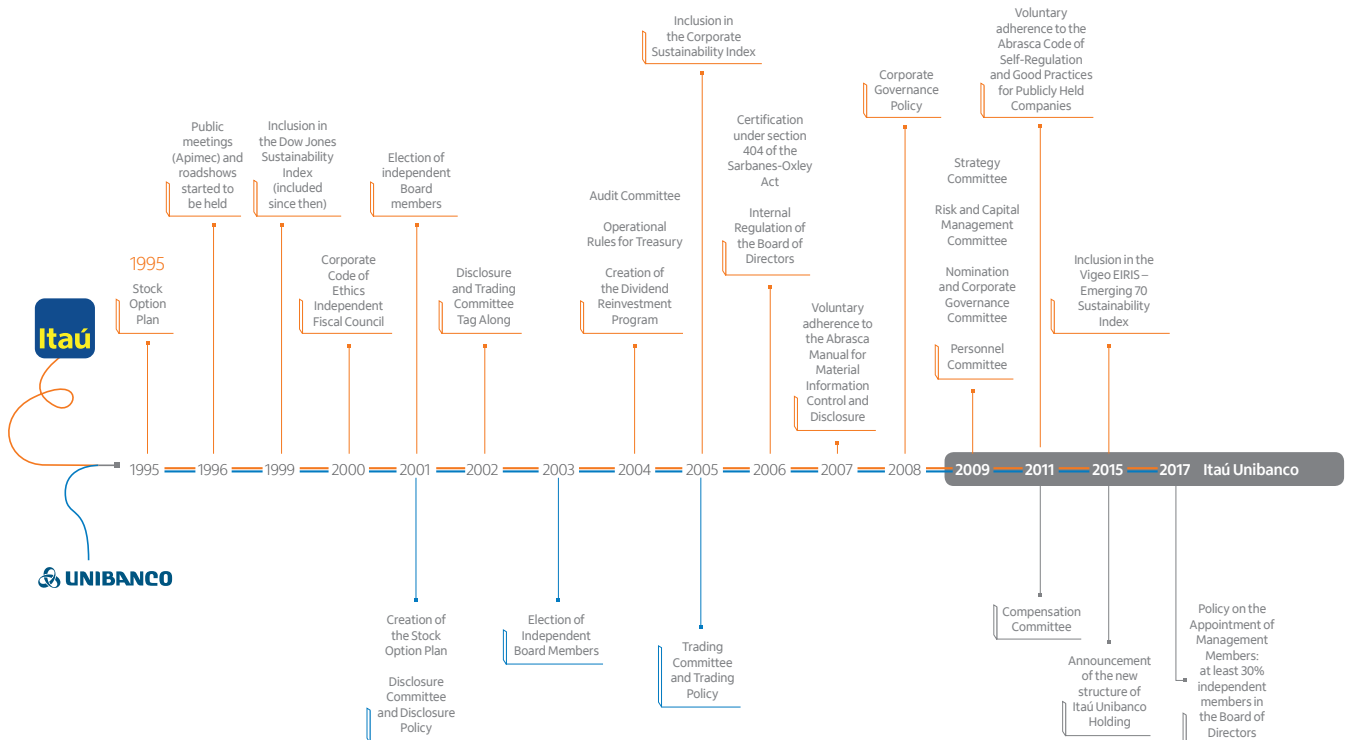 Inclusion in
the Corporate
Sustainability Index
Voluntary
adherence to the
Abrasca Code of
Self-Regulation
and Good Practices
for Publicly Held
Companies
Corporate
Governance
Policy
Public
meetings
(Apimec) and
roadshows
started to
be held
Inclusion in
the Dow Jones
Sustainability
Index
(included
since then)
Election of
independent
Board
members
Certification
under section
404 of the
Sarbanes-Oxley
Act
Internal
Regulation of
the Board of
Directors
Audit Committee
Operational
Rules for Treasury
Creation of
the Dividend
Reinvestment
Program
Strategy
Committee
Risk and Capital
Management
Committee
Nomination
and Corporate
Governance
Committee
Personnel
Committee
1995
Stock
Option
Plan
Corporate
Code of
Ethics
Independent
Fiscal Council
Disclosure
and Trading
Committee
Tag Along
Voluntary
adherence to
the Abrasca
Manual for
Material
Information
Control and
Disclosure
Inclusion in the
Vigeo EIRIS –
Emerging 70
Sustainability
Index
Itaú
1995 1996 1999 2000 2001 2002 2003 2004 2005 2006 2007 2008 2009 2011 2015 2017 Itaú Unibanco
UNIBANCO
Creation of
the Stock
Option Plan
Disclosure
Committee
and Disclosure
Policy
Election of
Independent
Board Members
Trading
Committee
and Trading
Policy
Compensation
Committee
Announcement
of the new
structure of
Itaú Unibanco
Holding
Policy on the
Appointment of
Management
Members:
at least 30%
independent
members in
the Board of
Directors